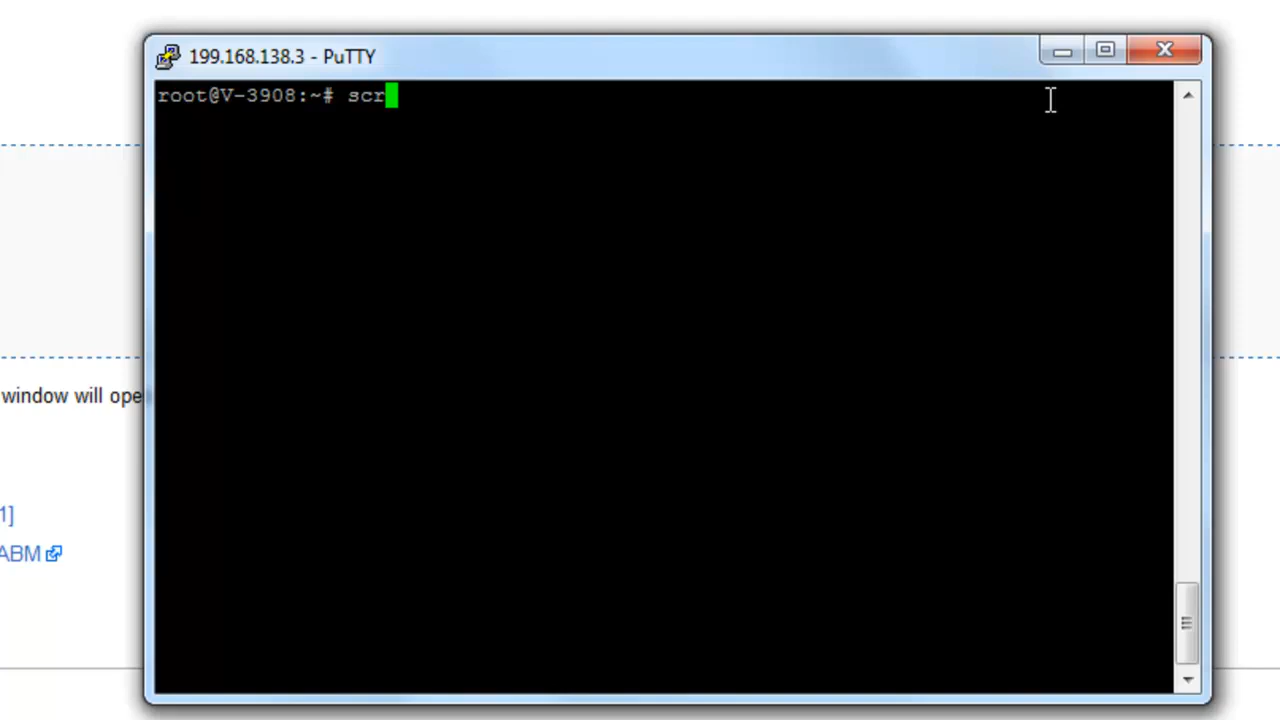 199.168.138.3 - PuTTY
root@V-3908:~# scr
window will ope
1]
ABM